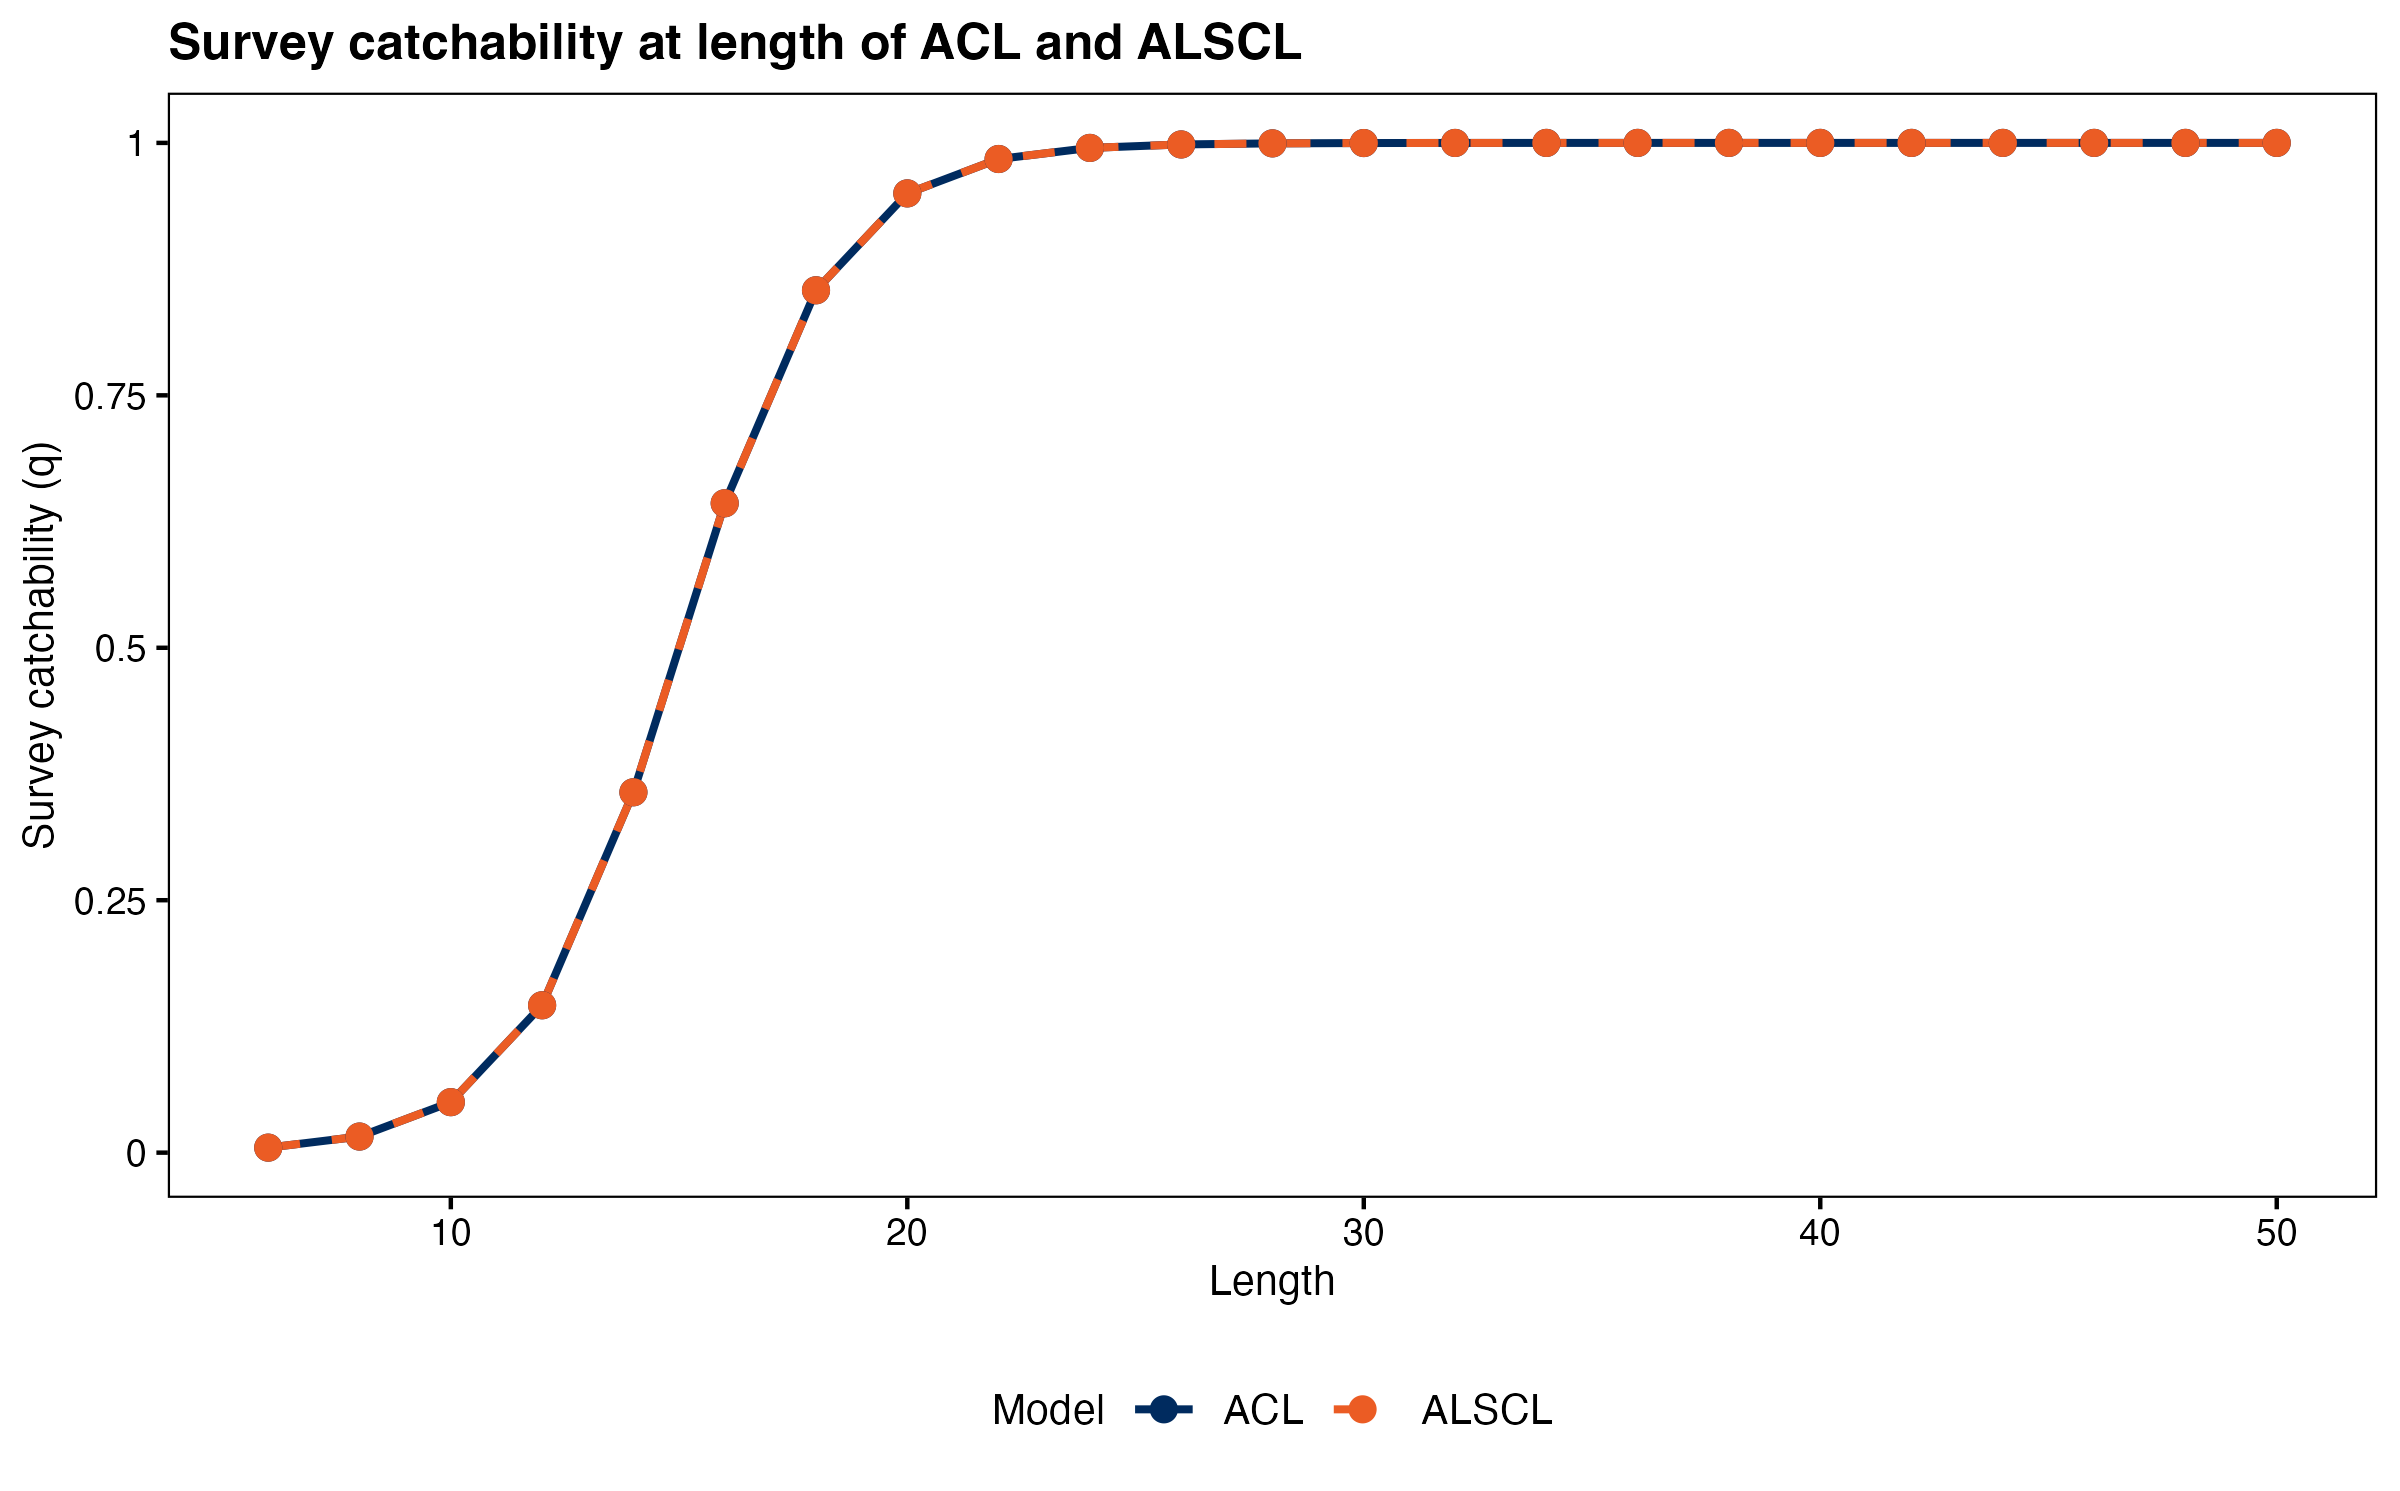 Survey catchability at length of ACL and ALSCL
Survey catchability (q)
1
0.75
0.5
0.25
0
10 20 30 40 50
Length
Model ACL ALSCL